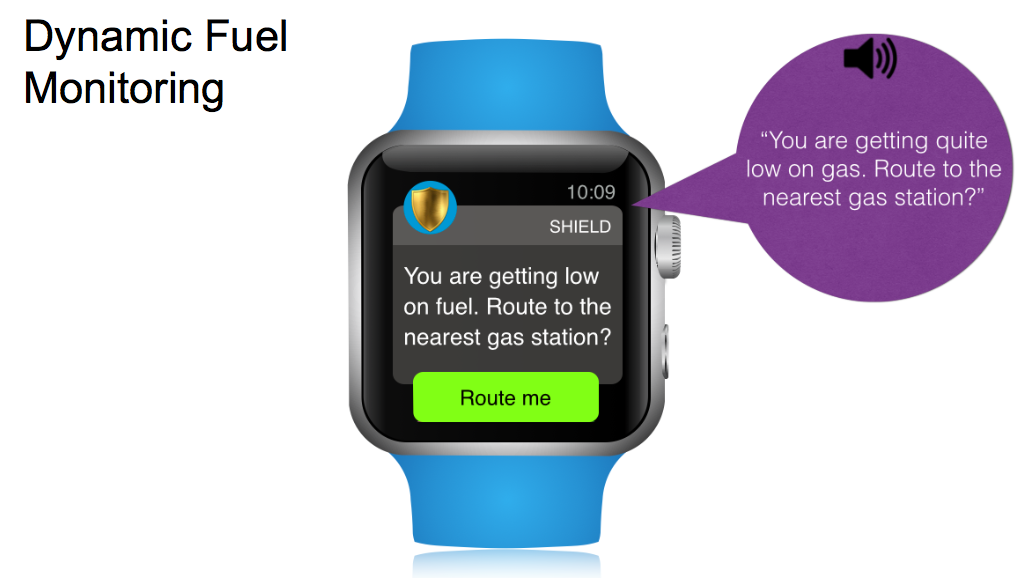 Dynamic Fuel
Monitoring
“You are getting quite
low on gas. Route to the
nearest gas station?”
10:09
SHIELD
You are getting low
on fuel. Route to the
nearest gas station?
Route me